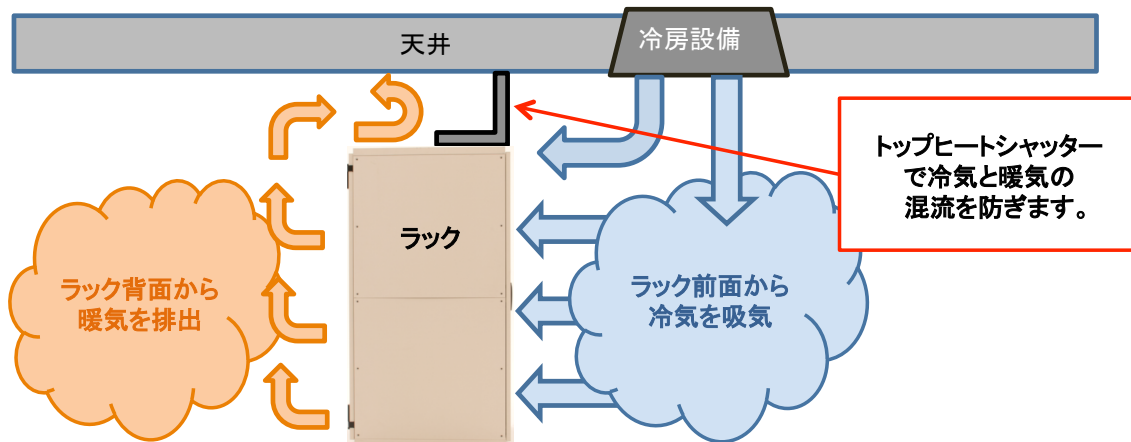 天井
冷房設備
トップヒートシャッター
で冷気と暖気の
混流を防ぎます。
ラック
ラック背面から
暖気を排出
ラック前面から
冷気を吸気